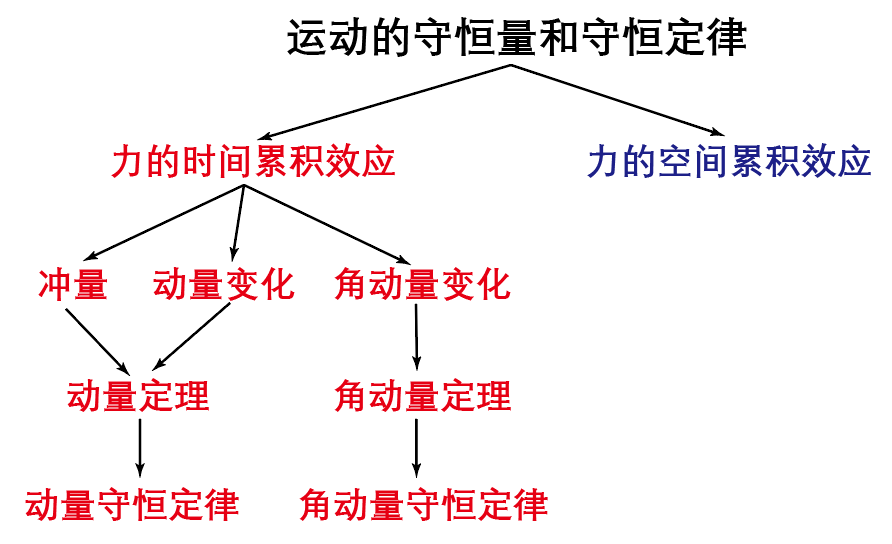 运动的守恒量和守恒定律
力的时间累积效应
力的空间累积效应
冲量
动量变化
角动量变化
动量定理
角动量定理
动量守恒定律
角动量守恒定律